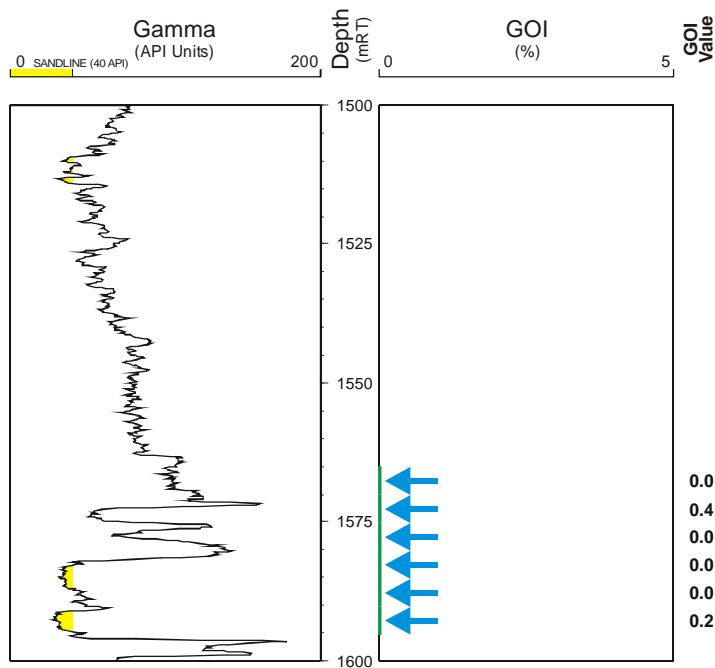 Gamma
(API Units)
0 SANDLINE (40 API) 200
Depth
(mRT)
GOI
(%)
0 5
GOI
Value
1500
1525
1550
1575
1600
0.0
0.4
0.0
0.0
0.0
0.2